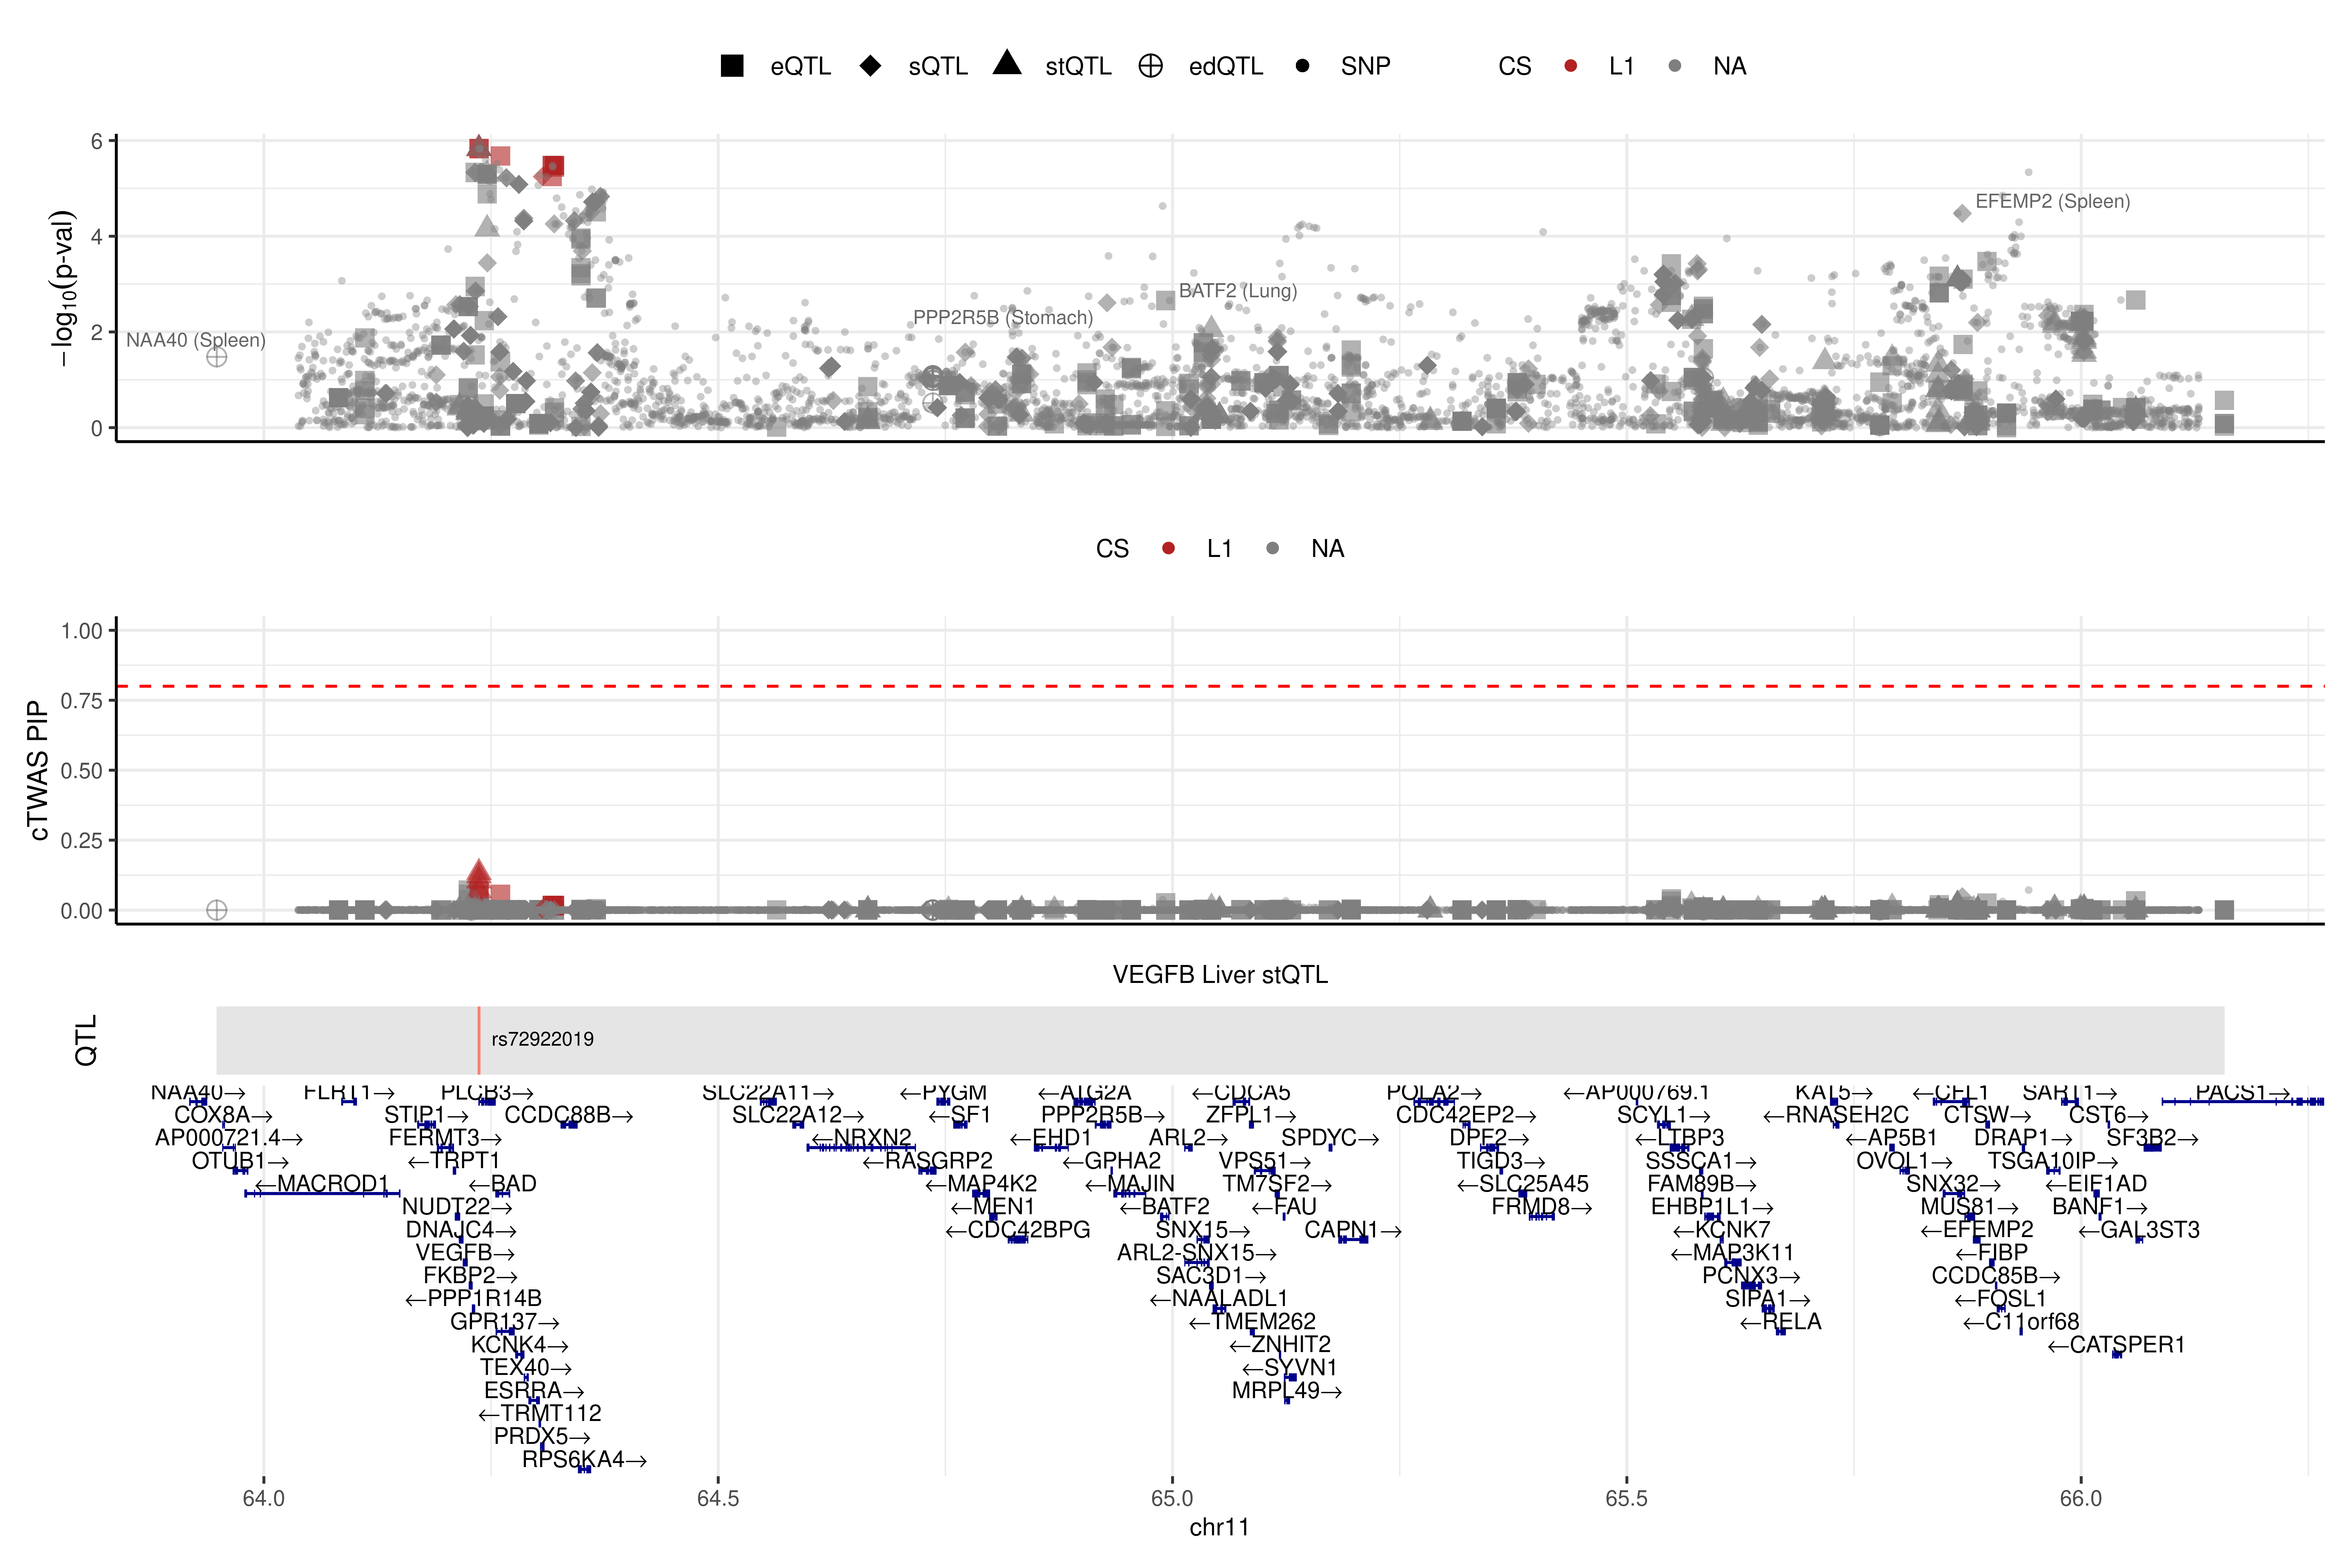 eQTL sQTL stQTL edQTL SNP CS L1 NA
6
4
2
0
−log10(p-val)
NAA40 (Spleen)
PPP2R5B (Stomach)
BATF2 (Lung)
EFEMP2 (Spleen)
CS L1 NA
1.00
0.75
0.50
0.25
0.00
cTWAS PIP
VEGFB Liver stQTL
QTL
rs72922019
NAA40→ FLRT1→ PLCB3→ SLC22A11→ ←PYGM ←ATG2A ←CDCA5 POLA2→ ←AP000769.1 KAT5→ ←CFL1 SART1→ PACS1→
COX8A→ STIP1→ CCDC88B→ SLC22A12→ ←SF1 PPP2R5B→ ZFPL1→ CDC42EP2→ SCYL1→ ←RNASEH2C CTSW→ CST6→
AP000721.4→ FERMT3→ ←NRXN2 ←EHD1 ARL2→ SPDYC→ DPF2→ ←LTBP3 ←AP5B1 DRAP1→ SF3B2→
OTUB1→ ←TRPT1 ←RASGRP2 ←GPHA2 VPS51→ TIGD3→ SSSCA1→ OVOL1→ TSGA10IP→
←MACROD1 ←BAD ←MAP4K2 ←MAJIN TM7SF2→ ←SLC25A45 FAM89B→ SNX32→ ←EIF1AD
NUDT22→ ←MEN1 ←BATF2 ←FAU FRMD8→ EHBP1L1→ MUS81→ BANF1→
DNAJC4→ ←CDC42BPG SNX15→ CAPN1→ ←KCNK7 ←EFEMP2 ←GAL3ST3
VEGFB→ ARL2-SNX15→ ←MAP3K11 ←FIBP
FKBP2→ SAC3D1→ PCNX3→ CCDC85B→
←PPP1R14B ←NAALADL1 SIPA1→ ←FOSL1
GPR137→ ←TMEM262 ←RELA ←C11orf68
KCNK4→ ←ZNHIT2 ←CATSPER1
TEX40→ ←SYVN1
ESRRA→ MRPL49→
←TRMT112
PRDX5→
RPS6KA4→
64.0 64.5 65.0 65.5 66.0
chr11